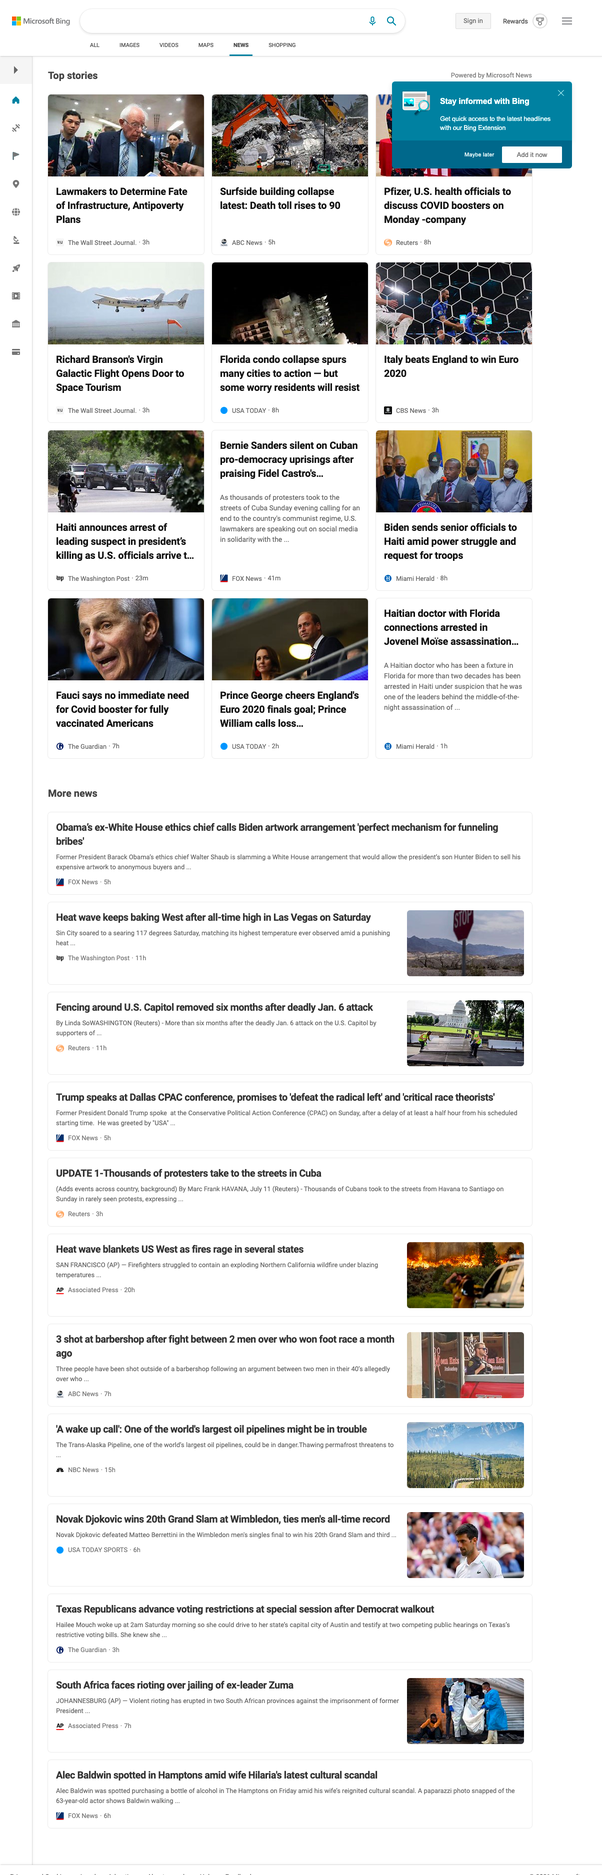 Microsoft Bing
Sign in
Rewards
ALL
IMAGES
VIDEOS
MAPS
NEWS
SHOPPING
Top stories
Powered by Microsoft News
Stay informed with Bing
Get quick access to the latest headlines
with our Bing Extension
Maybe later
Add it now
Lawmakers to Determine Fate
of Infrastructure, Antipoverty
Plans
The Wall Street Journal. · 3h
Surfside building collapse
latest: Death toll rises to 90
ABC News · 5h
Pfizer, U.S. health officials to
discuss COVID boosters on
Monday -company
Reuters · 8h
Richard Branson's Virgin
Galactic Flight Opens Door to
Space Tourism
The Wall Street Journal. · 3h
Florida condo collapse spurs
many cities to action — but
some worry residents will resist
USA TODAY · 8h
Italy beats England to win Euro
2020
CBS News · 3h
Haiti announces arrest of
leading suspect in president's
killing as U.S. officials arrive t...
The Washington Post · 23m
Bernie Sanders silent on Cuban
pro-democracy uprisings after
praising Fidel Castro's...
As thousands of protesters took to the
streets of Cuba Sunday evening calling for an
end to the country's communist regime, U.S.
lawmakers are speaking out on social media
in solidarity with the ...
FOX News · 41m
Biden sends senior officials to
Haiti amid power struggle and
request for troops
Miami Herald · 8h
Fauci says no immediate need
for Covid booster for fully
vaccinated Americans
The Guardian · 7h
Prince George cheers England's
Euro 2020 finals goal; Prince
William calls loss...
USA TODAY · 2h
Haitian doctor with Florida
connections arrested in
Jovenel Moïse assassination...
A Haitian doctor who has been a fixture in
Florida for more than two decades has been
arrested in Haiti under suspicion that he was
one of the leaders behind the middle-of-the-
night assassination of ...
Miami Herald · 1h
More news
Obama's ex-White House ethics chief calls Biden artwork arrangement 'perfect mechanism for funneling
bribes'
Former President Barack Obama's ethics chief Walter Shaub is slamming a White House arrangement that would allow the president's son Hunter Biden to sell his
expensive artwork to anonymous buyers and ...
FOX News · 5h
Heat wave keeps baking West after all-time high in Las Vegas on Saturday
Sin City soared to a searing 117 degrees Saturday, matching its highest temperature ever observed amid a punishing
heat ...
The Washington Post · 11h
STOP
Fencing around U.S. Capitol removed six months after deadly Jan. 6 attack
By Linda SoWASHINGTON (Reuters) - More than six months after the deadly Jan. 6 attack on the U.S. Capitol by
supporters of ...
Reuters · 11h
Trump speaks at Dallas CPAC conference, promises to 'defeat the radical left' and 'critical race theorists'
Former President Donald Trump spoke at the Conservative Political Action Conference (CPAC) on Sunday, after a delay of at least a half hour from his scheduled
starting time. He was greeted by "USA" ...
FOX News · 5h
UPDATE 1-Thousands of protesters take to the streets in Cuba
(Adds events across country, background) By Marc Frank HAVANA, July 11 (Reuters) - Thousands of Cubans took to the streets from Havana to Santiago on
Sunday in rarely seen protests, expressing ...
Reuters · 3h
Heat wave blankets US West as fires rage in several states
SAN FRANCISCO (AP) — Firefighters struggled to contain an exploding Northern California wildfire under blazing
temperatures ...
AP Associated Press · 20h
3 shot at barbershop after fight between 2 men over who won foot race a month
ago
Three people have been shot outside of a barbershop following an argument between two men in their 40's allegedly
over who ...
ABC News · 7h
'A wake up call': One of the world's largest oil pipelines might be in trouble
The Trans-Alaska Pipeline, one of the world's largest oil pipelines, could be in danger.Thawing permafrost threatens to
...
NBC News · 15h
Novak Djokovic wins 20th Grand Slam at Wimbledon, ties men's all-time record
Novak Djokovic defeated Matteo Berrettini in the Wimbledon men's singles final to win his 20th Grand Slam and third ...
USA TODAY SPORTS · 6h
Texas Republicans advance voting restrictions at special session after Democrat walkout
Hailee Mouch woke up at 2am Saturday morning so she could drive to her state's capital city of Austin and testify at two competing public hearings on Texas's
restrictive voting bills. She knew she ...
The Guardian · 3h
South Africa faces rioting over jailing of ex-leader Zuma
JOHANNESBURG (AP) — Violent rioting has erupted in two South African provinces against the imprisonment of former
President ...
AP Associated Press · 7h
Alec Baldwin spotted in Hamptons amid wife Hilaria's latest cultural scandal
Alec Baldwin was spotted purchasing a bottle of alcohol in The Hamptons on Friday amid his wife's reignited cultural scandal. A paparazzi photo snapped of the
63-year-old actor shows Baldwin walking ...
FOX News · 6h